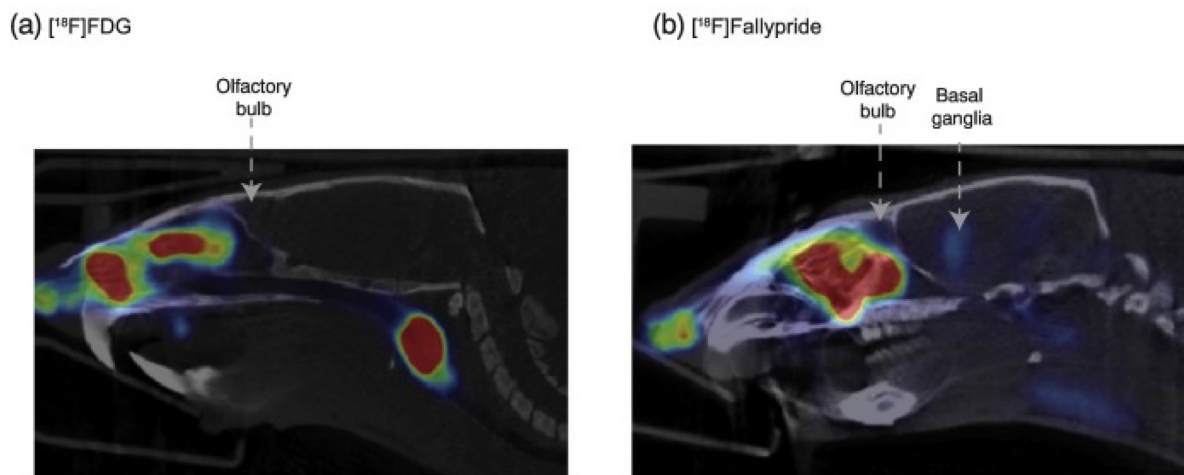 (a) [¹⁸F]FDG
(b) [¹⁸F]Fallypride
Olfactory
bulb
Olfactory
bulb
Basal
ganglia